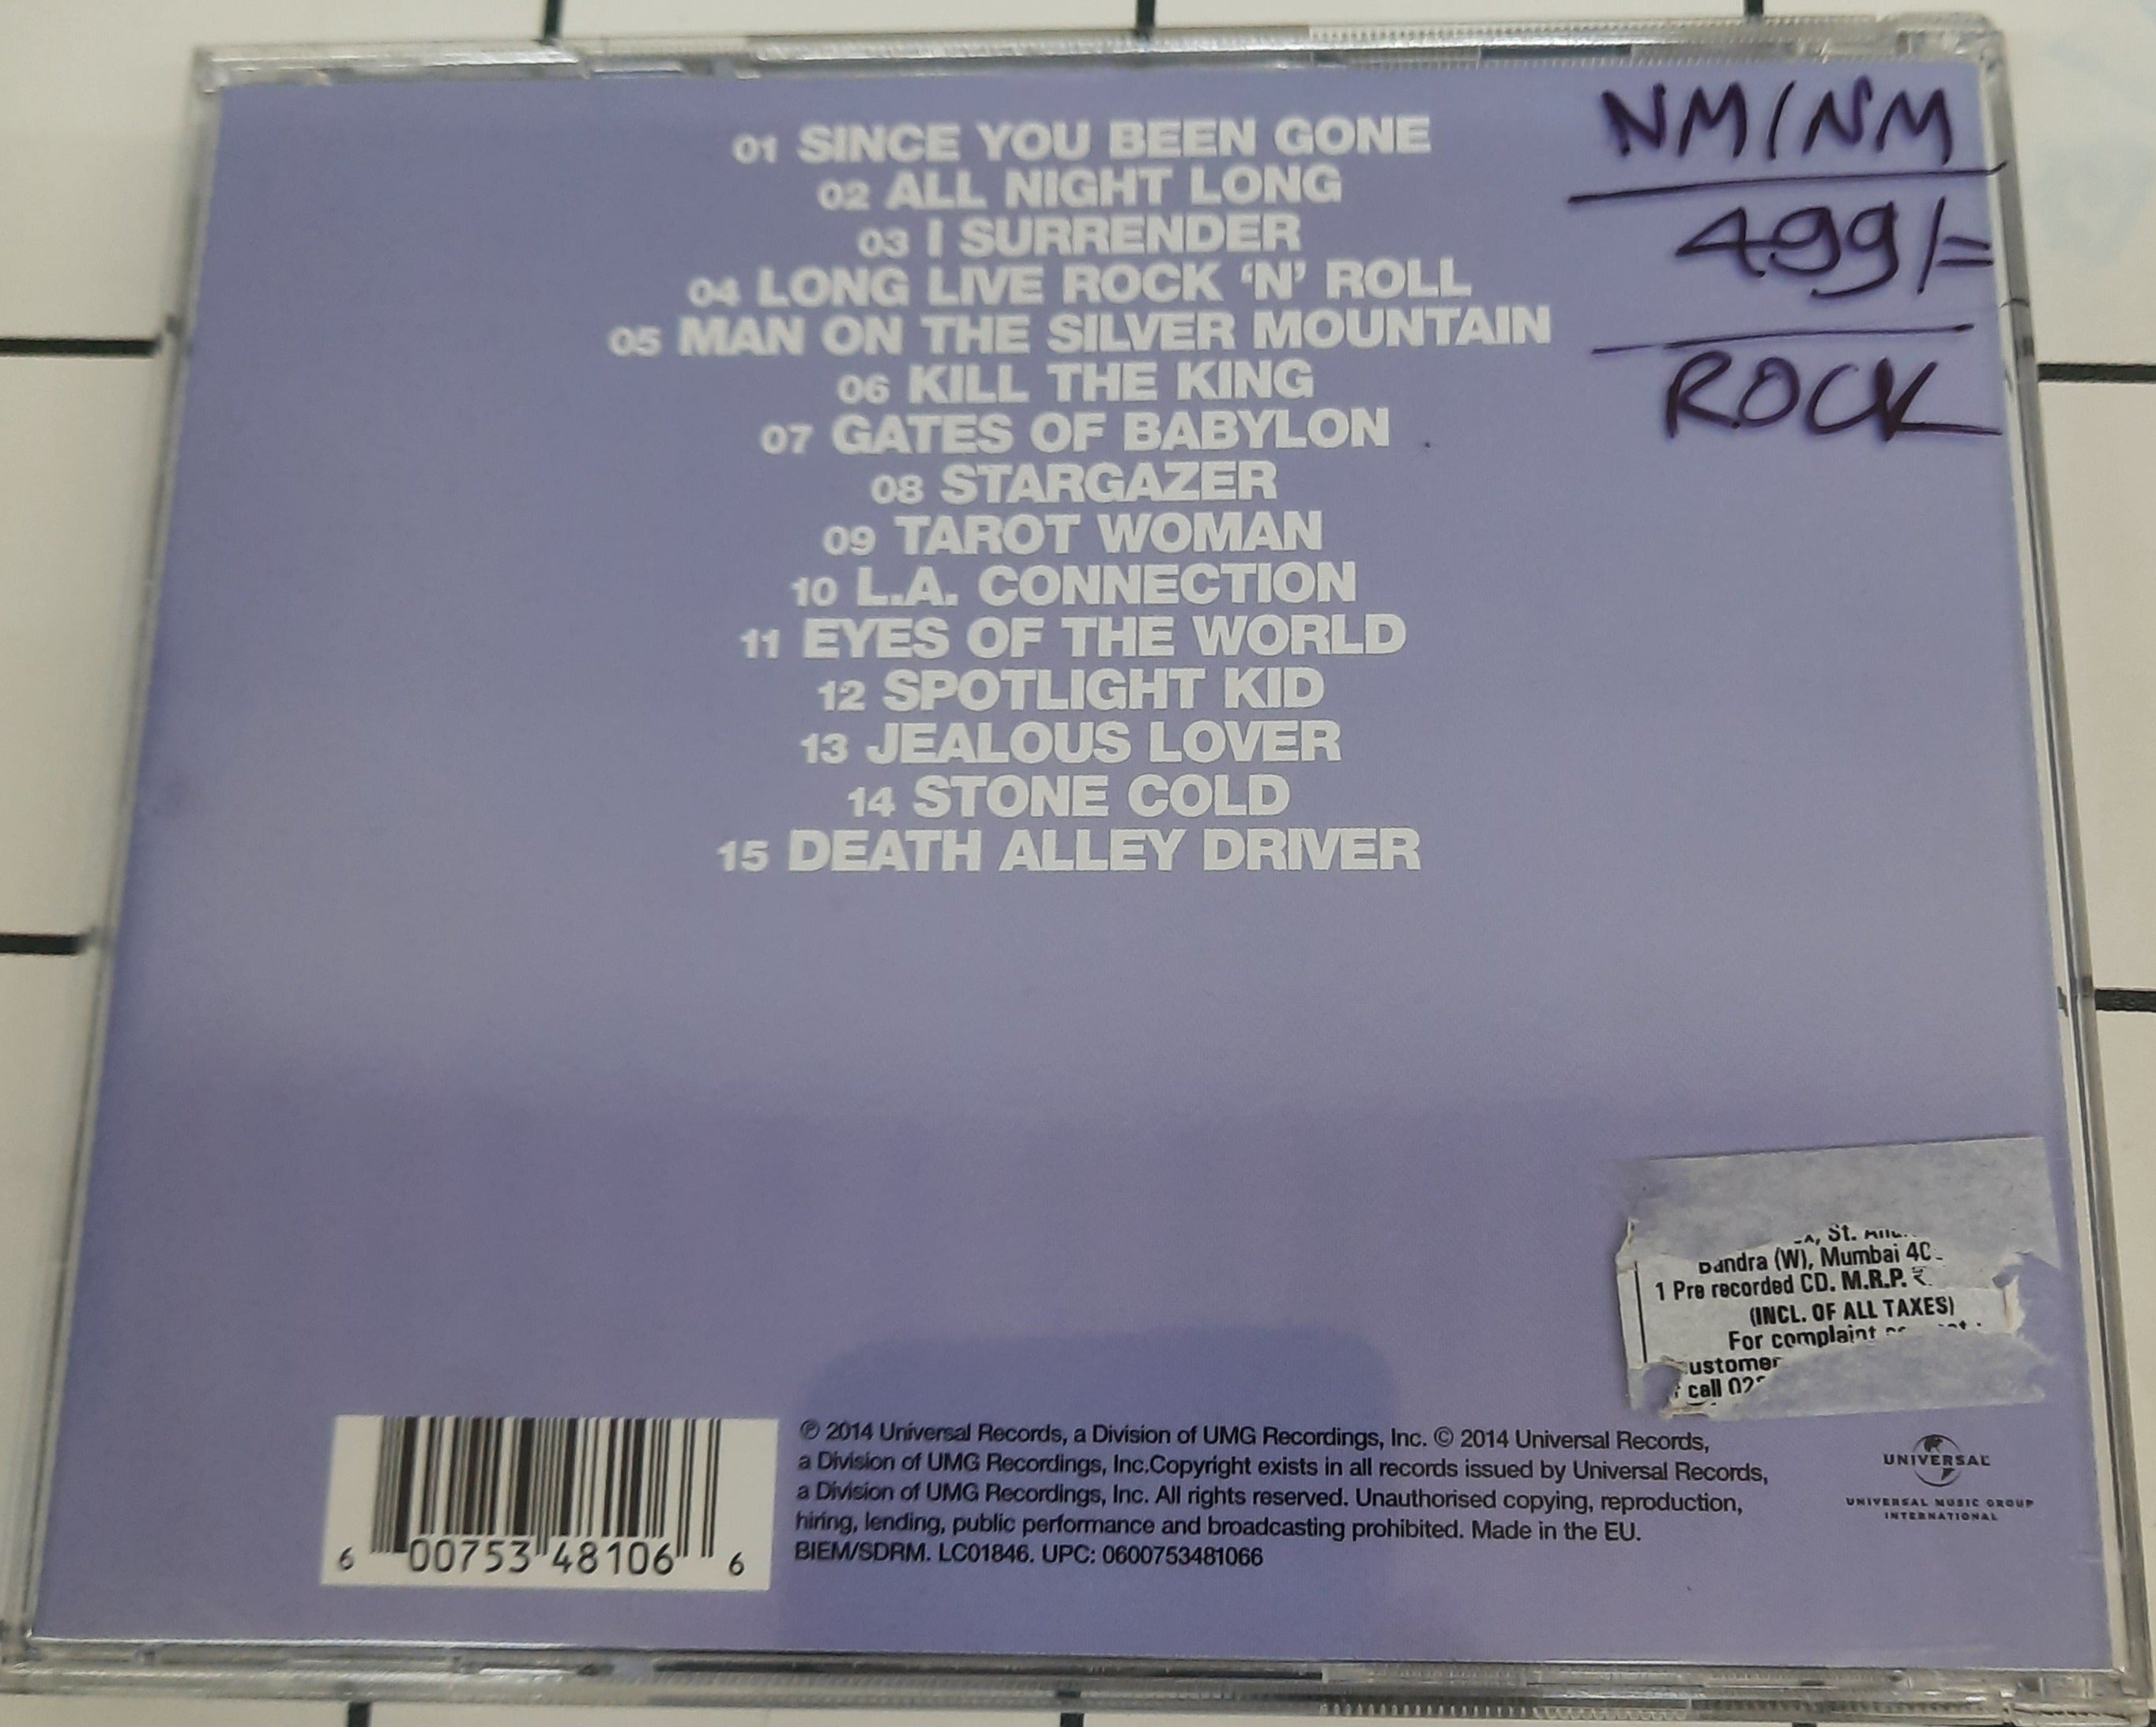 01 SINCE YOU BEEN GONE
02 ALL NIGHT LONG
03 I SURRENDER
04 LONG LIVE ROCK ‘N’ ROLL
05 MAN ON THE SILVER MOUNTAIN
06 KILL THE KING
07 GATES OF BABYLON
08 STARGAZER
09 TAROT WOMAN
10 L.A. CONNECTION
11 EYES OF THE WORLD
12 SPOTLIGHT KID
13 JEALOUS LOVER
14 STONE COLD
15 DEATH ALLEY DRIVER
NM/NM
499/=
ROCK
St.
Bandra (W), Mumbai
1 Pre recorded CD. M.R.P. ₹
(INCL. OF ALL TAXES)
For complaint
call
6 00753 48106 6
℗ 2014 Universal Records, a Division of UMG Recordings, Inc. © 2014 Universal Records,
a Division of UMG Recordings, Inc.Copyright exists in all records issued by Universal Records,
a Division of UMG Recordings, Inc. All rights reserved. Unauthorised copying, reproduction,
hiring, lending, public performance and broadcasting prohibited. Made in the EU.
BIEM/SDRM. LC01846. UPC: 0600753481066
UNIVERSAL
UNIVERSAL MUSIC GROUP
INTERNATIONAL